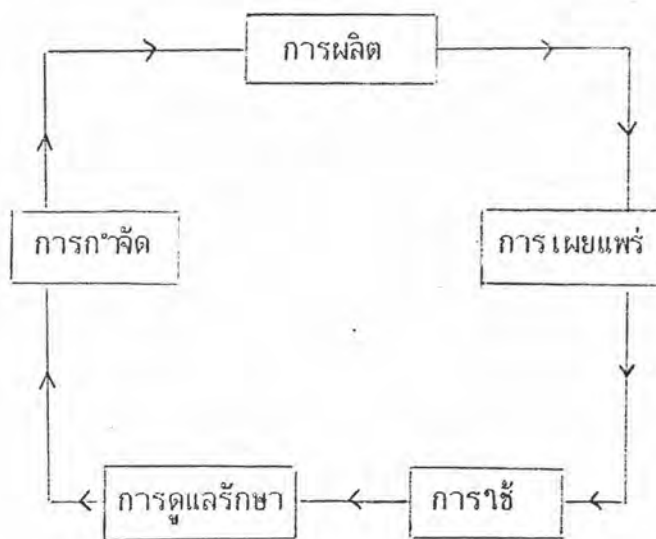 การผลิต
การเผยแพร่
การใช้
การดูแลรักษา
การกำจัด